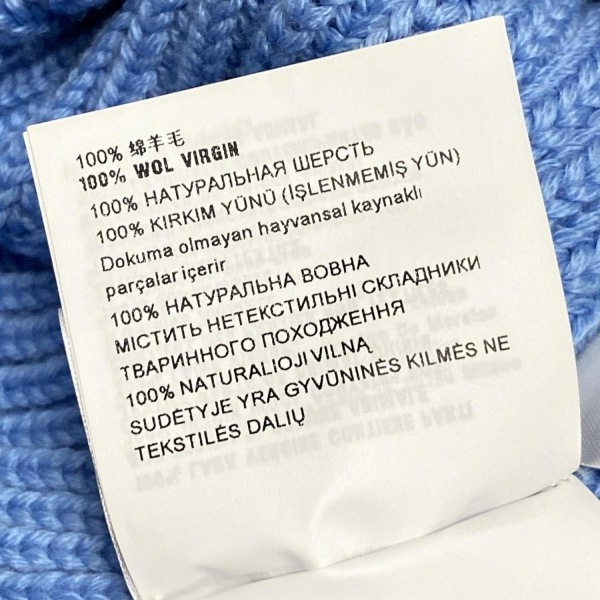 100% 绵羊毛
100% WOL VIRGIN
100% НАТУРАЛЬНАЯ ШЕРСТЬ
100% KIRKIM YÜNÜ (İŞLENMEMİŞ YÜN)
Dokuma olmayan hayvansal kaynaklı
parçalar içerir
100% НАТУРАЛЬНА ВОВНА
МІСТИТЬ НЕТЕКСТИЛЬНІ СКЛАДНИКИ
ТВАРИННОГО ПОХОДЖЕННЯ
100% NATURALIOJI VILNĄ
SUDĖTYJE YRA GYVŪNINĖS KILMĖS NE
TEKSTILĖS DALIŲ